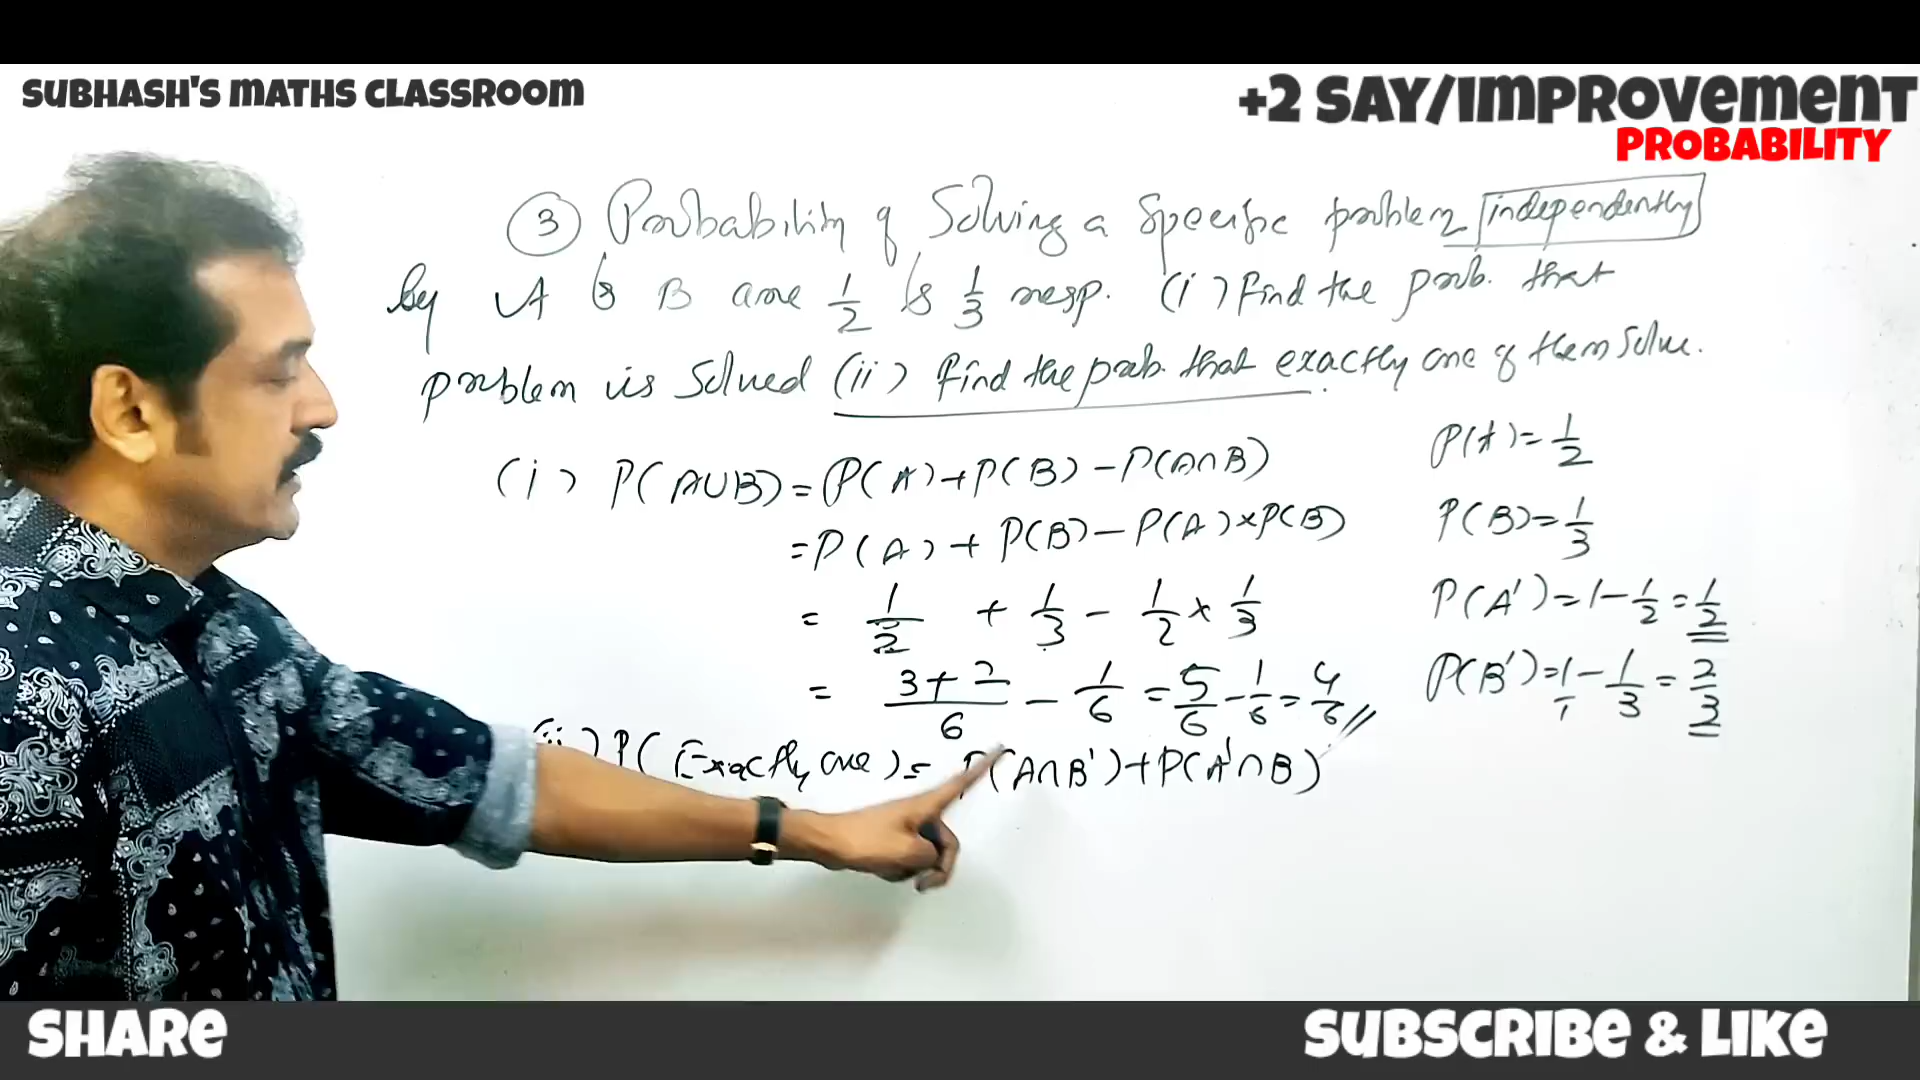 SUBHASH'S MATHS CLASSROOM
+2 SAY/IMPROVEMENT
PROBABILITY
③ Probability of Solving a Specific problem independently
by A & B are 1/2 & 1/3 resp. (i) Find the prob. that
problem is solved (ii) Find the prob. that exactly one of them solve.
(i) P(A∪B) = P(A) + P(B) – P(A∩B)
= P(A) + P(B) – P(A) × P(B)
= 1/2 + 1/3 – 1/2 × 1/3
= 3+2/6 – 1/6 = 5/6 – 1/6 = 4/6 //
(ii) P(Exactly one) = P(A∩B') + P(A'∩B)
P(A) = 1/2
P(B) = 1/3
P(A') = 1 – 1/2 = 1/2
P(B') = 1/1 – 1/3 = 2/3
SHARE
SUBSCRIBE & LIKE